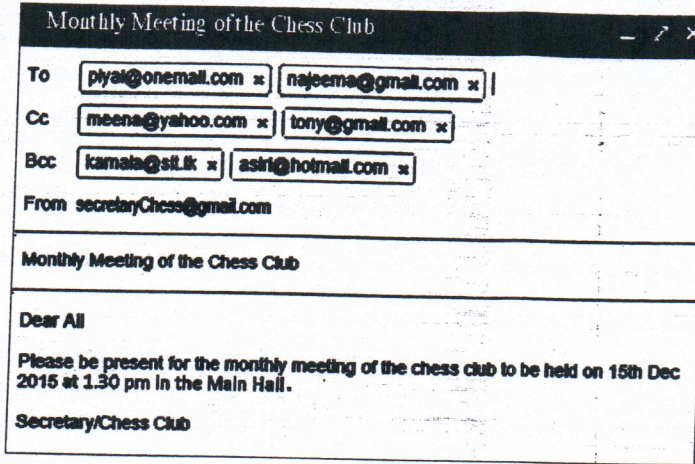 Monthly Meeting of the Chess Club
To piyal@onemail.com × najeema@gmail.com ×
Cc meena@yahoo.com × tony@gmail.com ×
Bcc kamala@slt.lk × asiri@hotmail.com ×
From secretaryChess@gmail.com
Monthly Meeting of the Chess Club
Dear All
Please be present for the monthly meeting of the chess club to be held on 15th Dec
2015 at 1.30 pm in the Main Hall.
Secretary/Chess Club